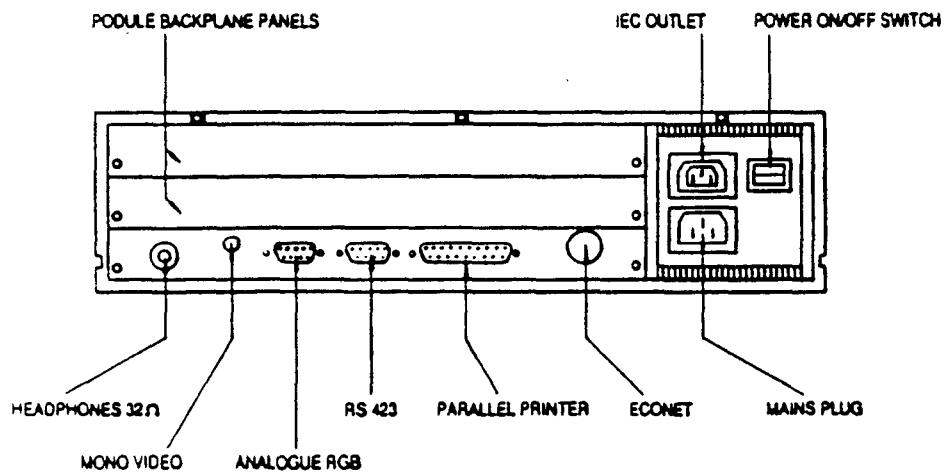 PODULE BACKPLANE PANELS
IEC OUTLET
POWER ON/OFF SWITCH
HEADPHONES 32Ω
RS 423
PARALLEL PRINTER
ECONET
MAINS PLUG
MONO VIDEO
ANALOGUE RGB